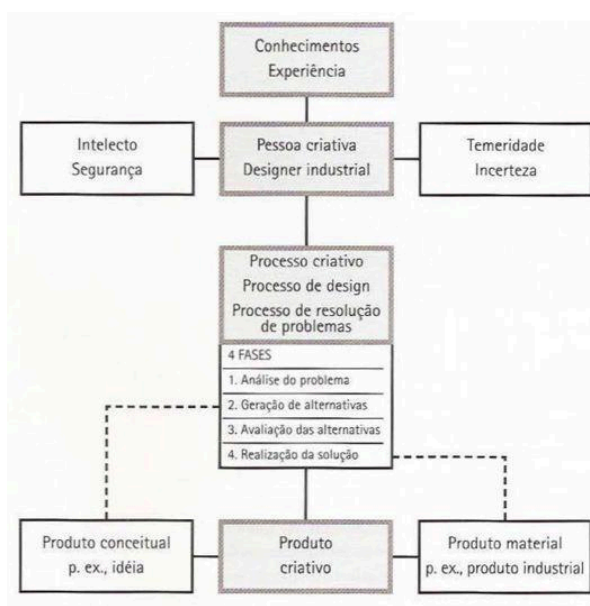 Conhecimentos
Experiência
Intelecto
Segurança
Pessoa criativa
Designer industrial
Temeridade
Incerteza
Processo criativo
Processo de design
Processo de resolução
de problemas
4 FASES
1. Análise do problema
2. Geração de alternativas
3. Avaliação das alternativas
4. Realização da solução
Produto conceitual
p. ex., idéia
Produto
criativo
Produto material
p. ex., produto industrial